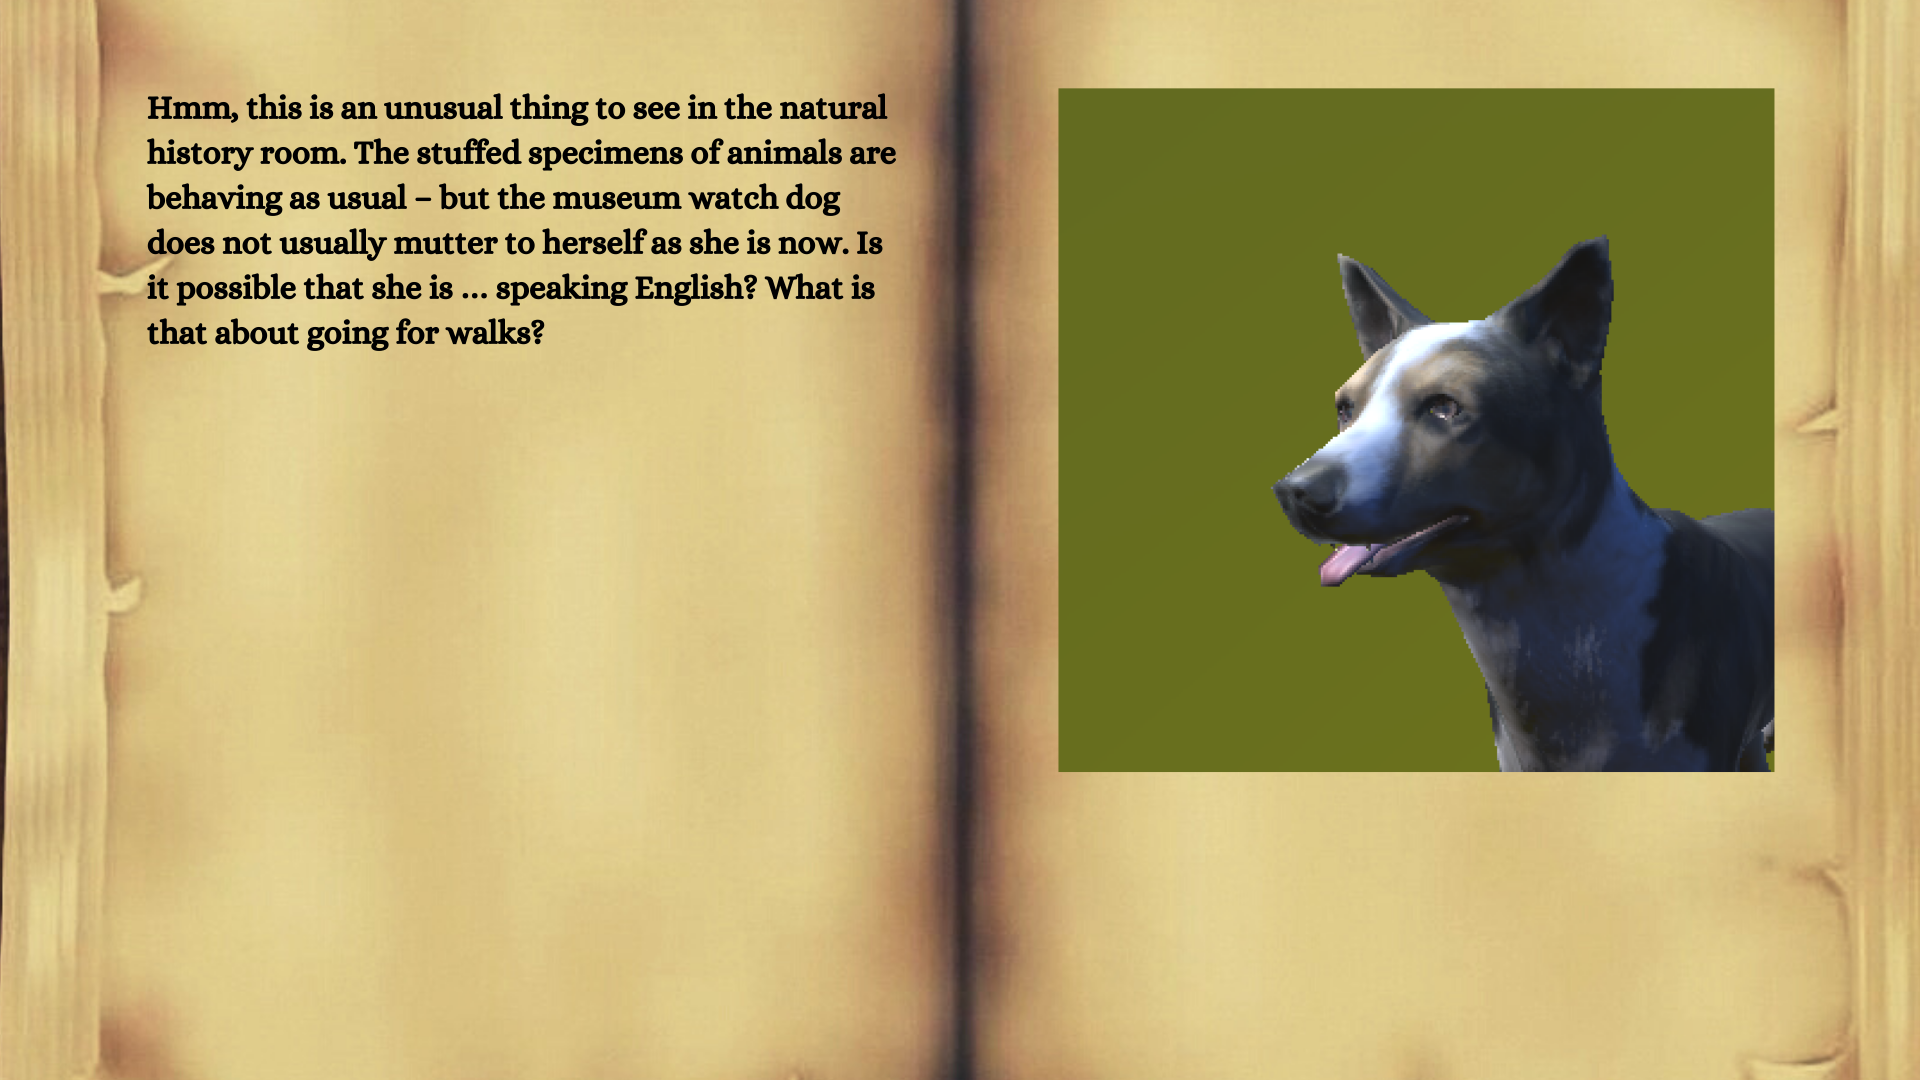 Hmm, this is an unusual thing to see in the natural
history room. The stuffed specimens of animals are
behaving as usual – but the museum watch dog
does not usually mutter to herself as she is now. Is
it possible that she is … speaking English? What is
that about going for walks?